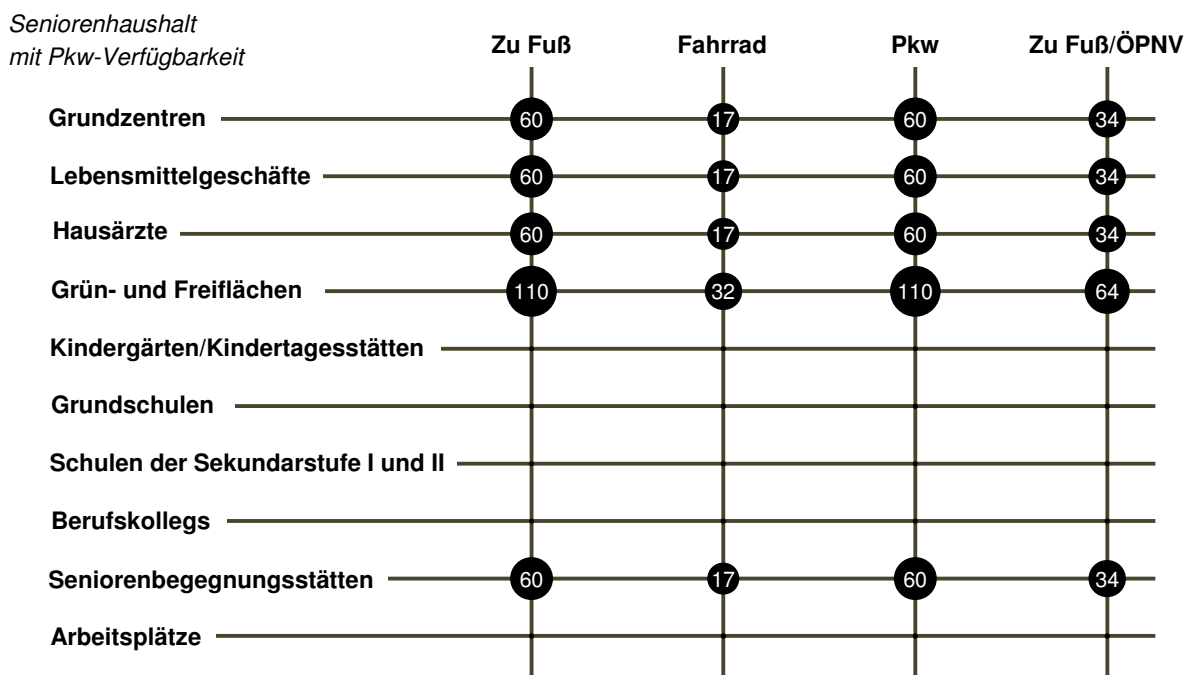 Seniorenhaushalt
mit Pkw-Verfügbarkeit
Zu Fuß Fahrrad Pkw Zu Fuß/ÖPNV
Grundzentren 60 17 60 34
Lebensmittelgeschäfte 60 17 60 34
Hausärzte 60 17 60 34
Grün- und Freiflächen 110 32 110 64
Kindergärten/Kindertagesstätten
Grundschulen
Schulen der Sekundarstufe I und II
Berufskollegs
Seniorenbegegnungsstätten 60 17 60 34
Arbeitsplätze